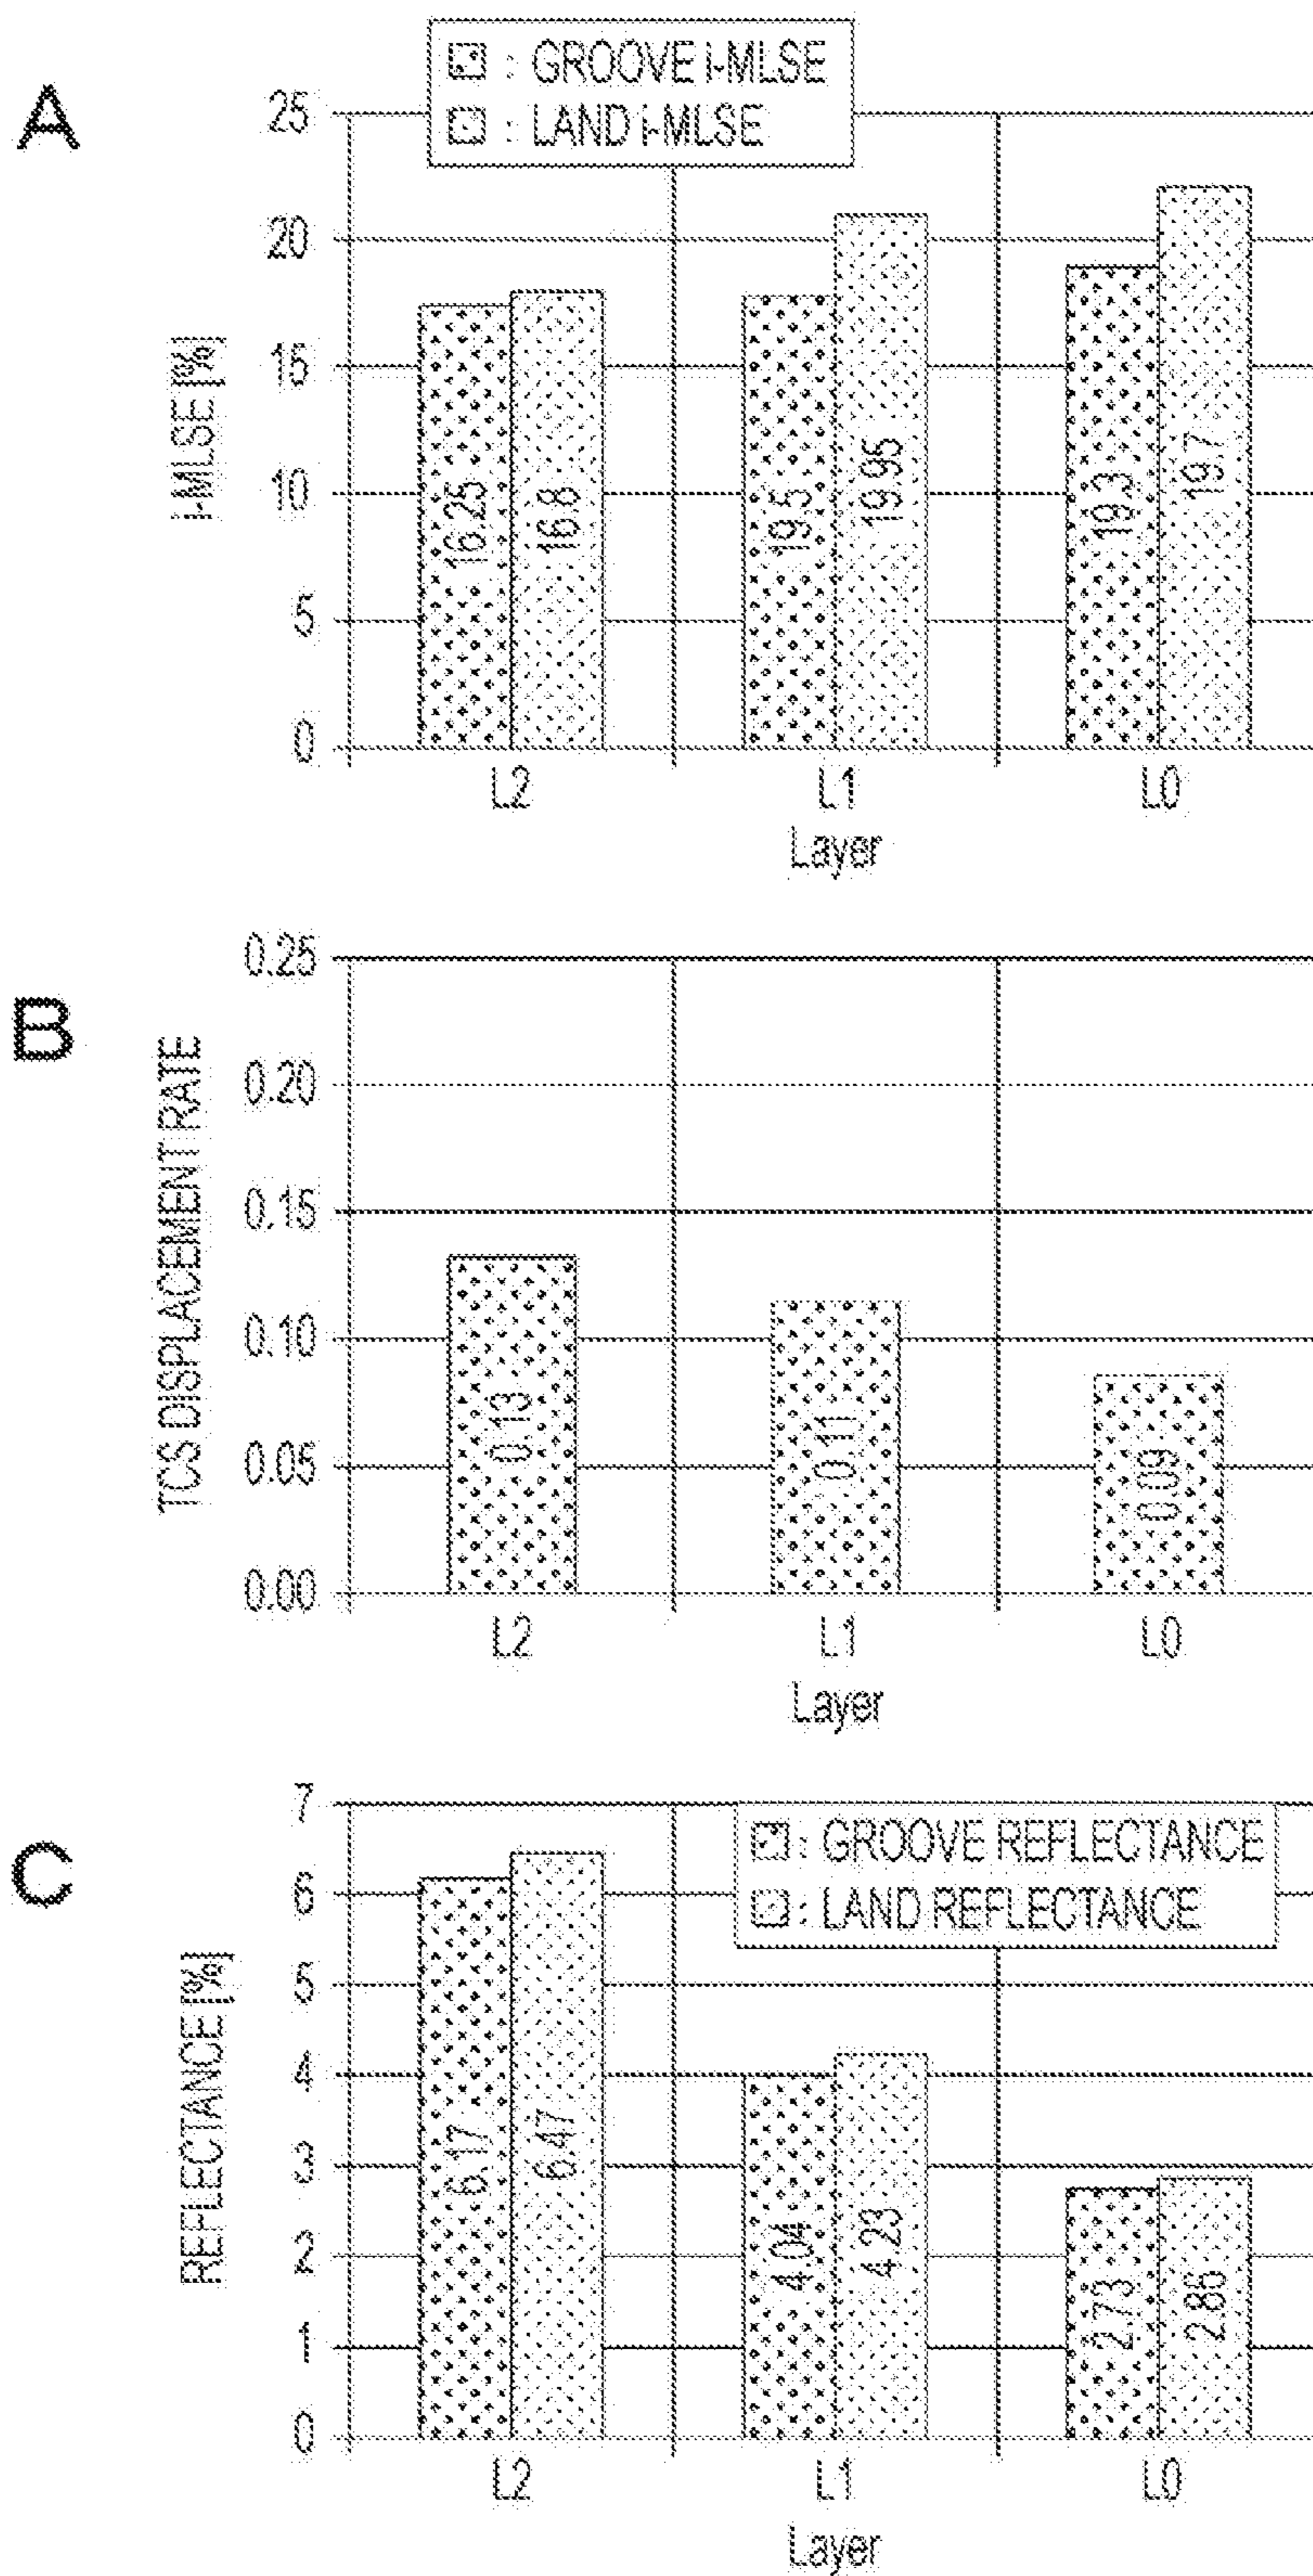 A
: GROOVE i-MLSE
: LAND i-MLSE
i-MLSE [%]
25
20
15
10
5
0
16.25
16.8
19.5
19.95
19.3
19.7
L2
L1
L0
Layer
B
TCS DISPLACEMENT RATE
0.25
0.20
0.15
0.10
0.05
0.00
0.13
0.11
0.09
L2
L1
L0
Layer
C
: GROOVE REFLECTANCE
: LAND REFLECTANCE
REFLECTANCE [%]
7
6
5
4
3
2
1
0
6.17
6.47
4.04
4.23
2.73
2.86
L2
L1
L0
Layer